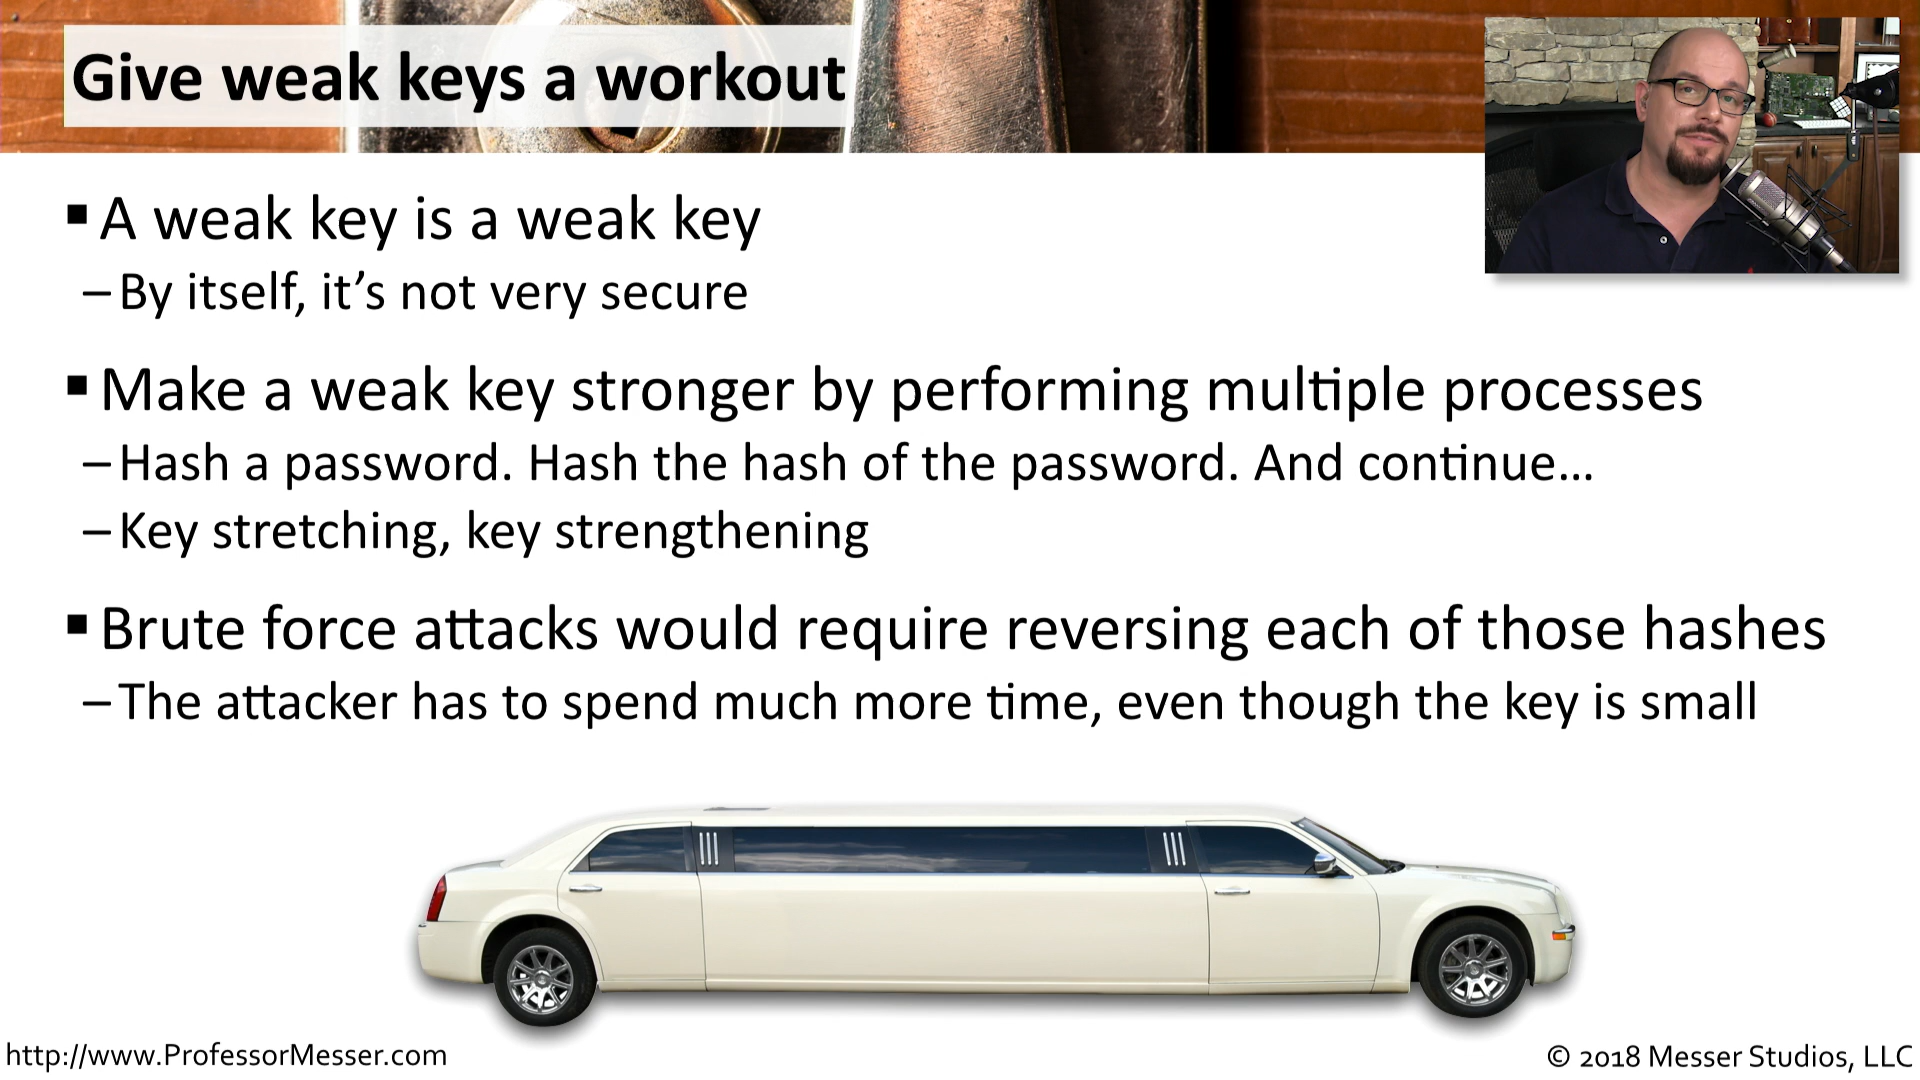 Give weak keys a workout
▪ A weak key is a weak key
– By itself, it’s not very secure
▪ Make a weak key stronger by performing multiple processes
– Hash a password. Hash the hash of the password. And continue…
– Key stretching, key strengthening
▪ Brute force attacks would require reversing each of those hashes
– The attacker has to spend much more time, even though the key is small
http://www.ProfessorMesser.com
© 2018 Messer Studios, LLC